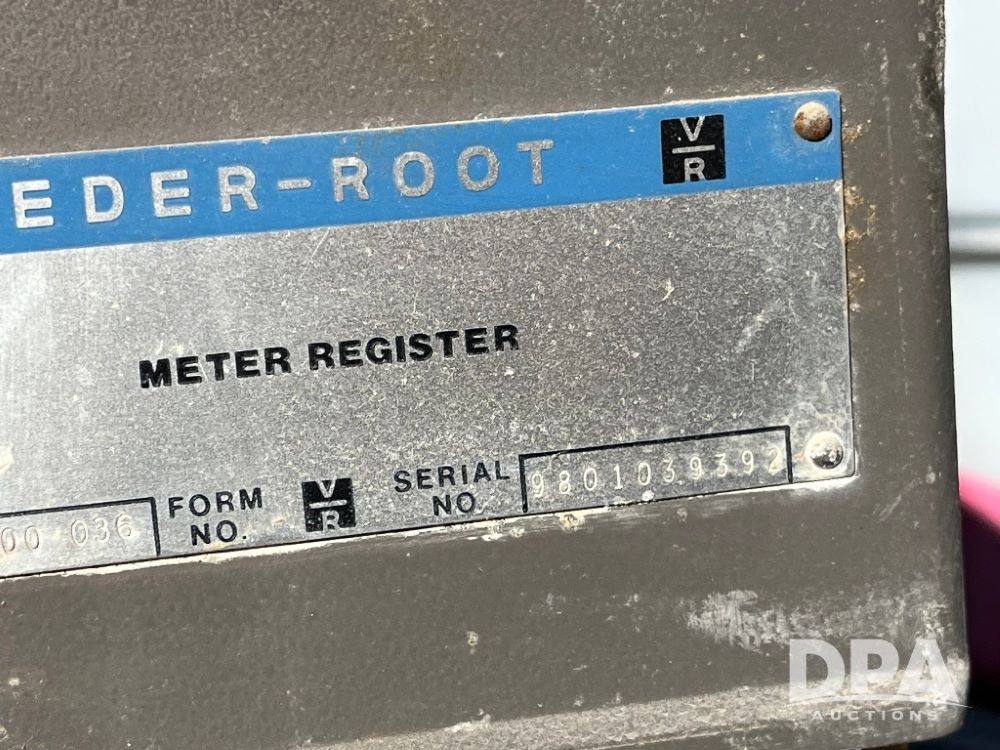 EDER-ROOT
V
R
METER REGISTER
00 036
FORM NO.
V
R
SERIAL NO.
9801039392
DPA
AUCTIONS